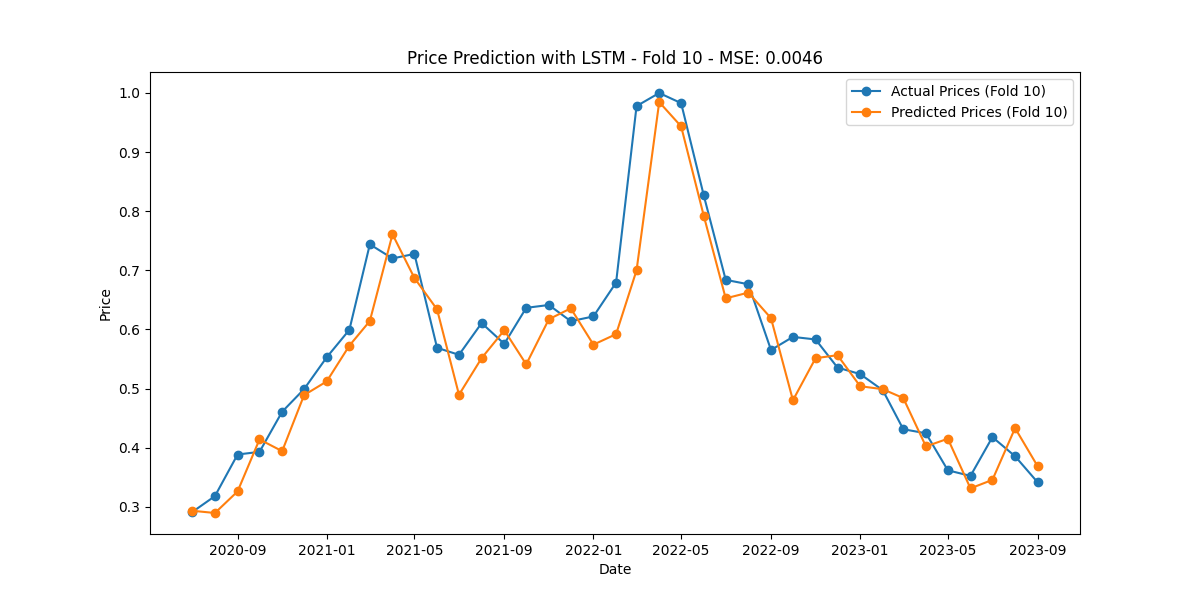 Price Prediction with LSTM - Fold 10 - MSE: 0.0046
Actual Prices (Fold 10)
Predicted Prices (Fold 10)
Price
1.0
0.9
0.8
0.7
0.6
0.5
0.4
0.3
2020-09 2021-01 2021-05 2021-09 2022-01 2022-05 2022-09 2023-01 2023-05 2023-09
Date